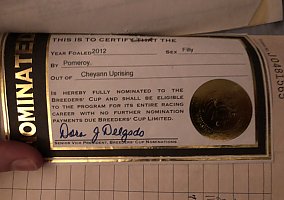 NOMINATED
THIS IS TO CERTIFY THAT THE
YEAR FOALED 2012 SEX Filly
BY Pomeroy,
OUT OF Cheyann Uprising
IS HEREBY FULLY NOMINATED TO THE
BREEDERS' CUP AND SHALL BE ELIGIBLE
TO THE PROGRAM FOR ITS ENTIRE RACING
CAREER WITH NO FURTHER NOMINATION
PAYMENTS DUE BREEDERS' CUP LIMITED.
Dora J Delgado
SENIOR VICE PRESIDENT, BREEDERS' CUP NOMINATIONS